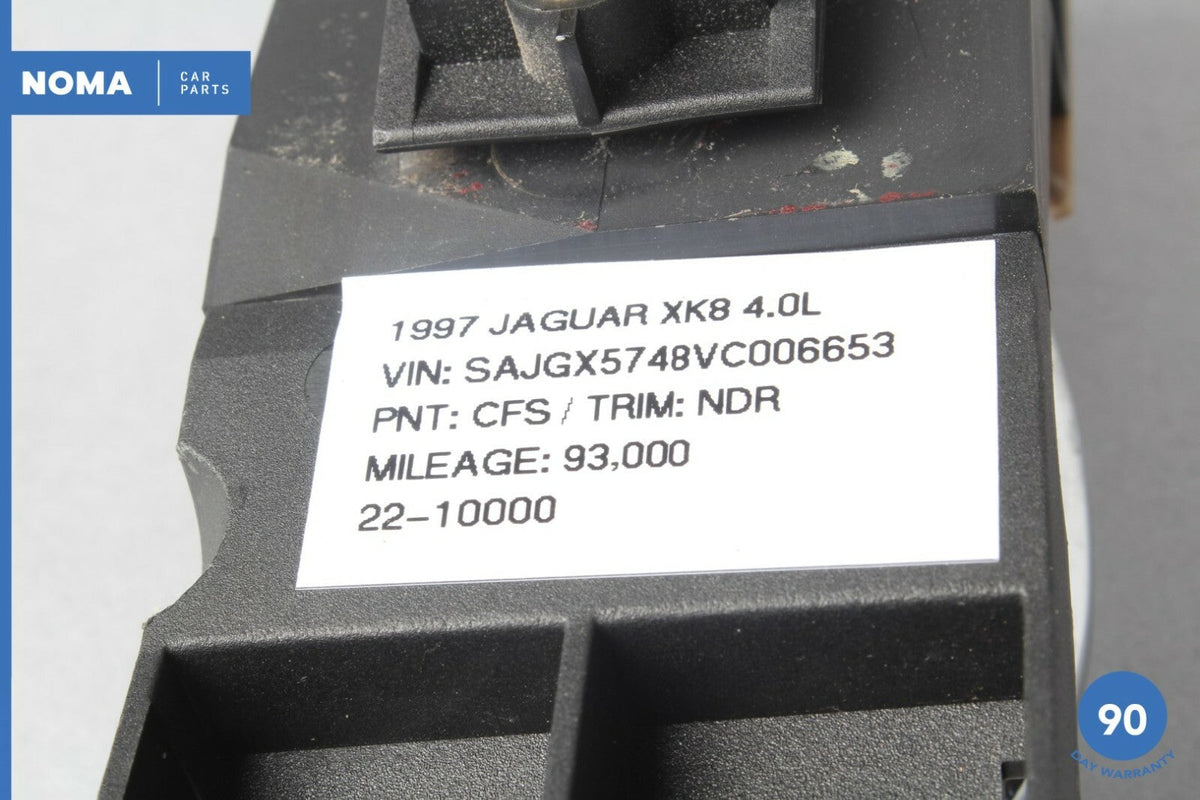 NOMA
CAR
PARTS
1997 JAGUAR XK8 4.0L
VIN: SAJGX5748VC006653
PNT: CFS / TRIM: NDR
MILEAGE: 93,000
22-10000
90
DAY WARRANTY